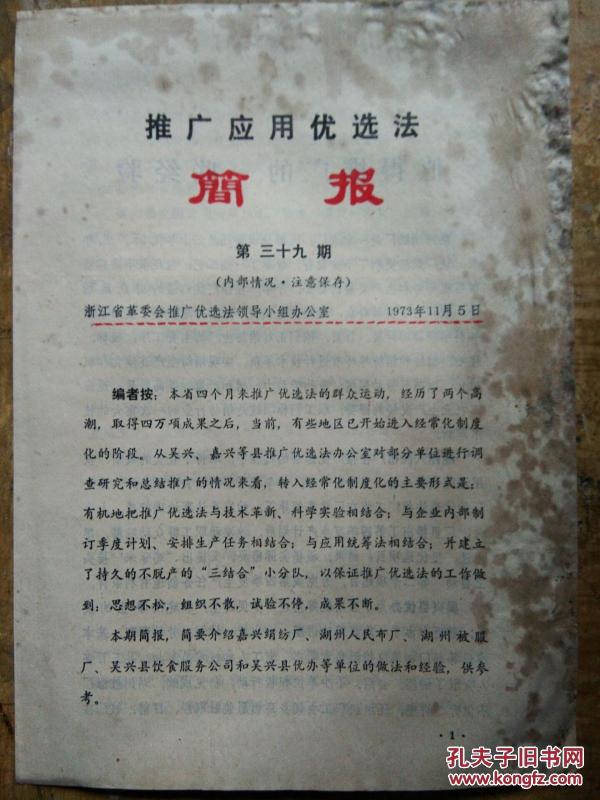 推广应用优选法
简报
第三十九期
（内部情况·注意保存）
浙江省革委会推广优选法领导小组办公室 1973年11月5日
编者按：本省四个月来推广优选法的群众运动，经历了两个高
潮，取得四万项成果之后，当前，有些地区已开始进入经常化制度
化的阶段。从吴兴、嘉兴等县推广优选法办公室对部分单位进行调
查研究和总结推广的情况来看，转入经常化制度化的主要形式是：
有机地把推广优选法与技术革新、科学实验相结合；与企业内部制
订季度计划、安排生产任务相结合；与应用统筹法相结合；并建立
了持久的不脱产的“三结合”小分队，以保证推广优选法的工作做
到：思想不松，组织不散，试验不停，成果不断。
本期简报，简要介绍嘉兴绢纺厂、湖州人民布厂、湖州被服
厂、吴兴县饮食服务公司和吴兴县优办等单位的做法和经验，供参
考。
·1·
孔夫子旧书网
www.kongfz.com